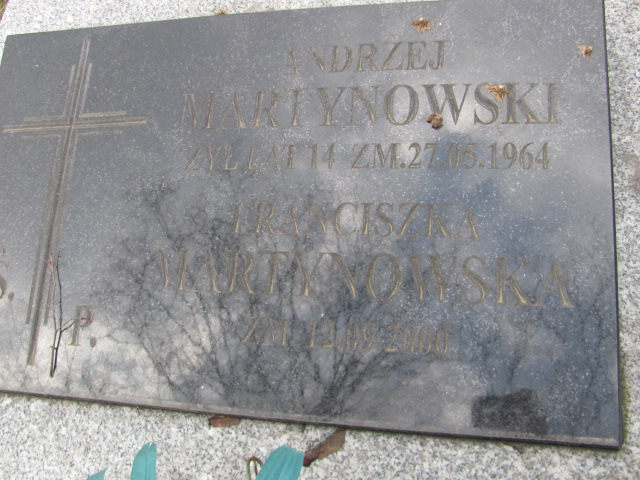 ANDRZEJ
MARTYNOWSKI
ŻYŁ LAT 14 ZM.27.05.1964
FRANCISZKA
MARTYNOWSKA
ZM 12.09 2000
Ś.
P.